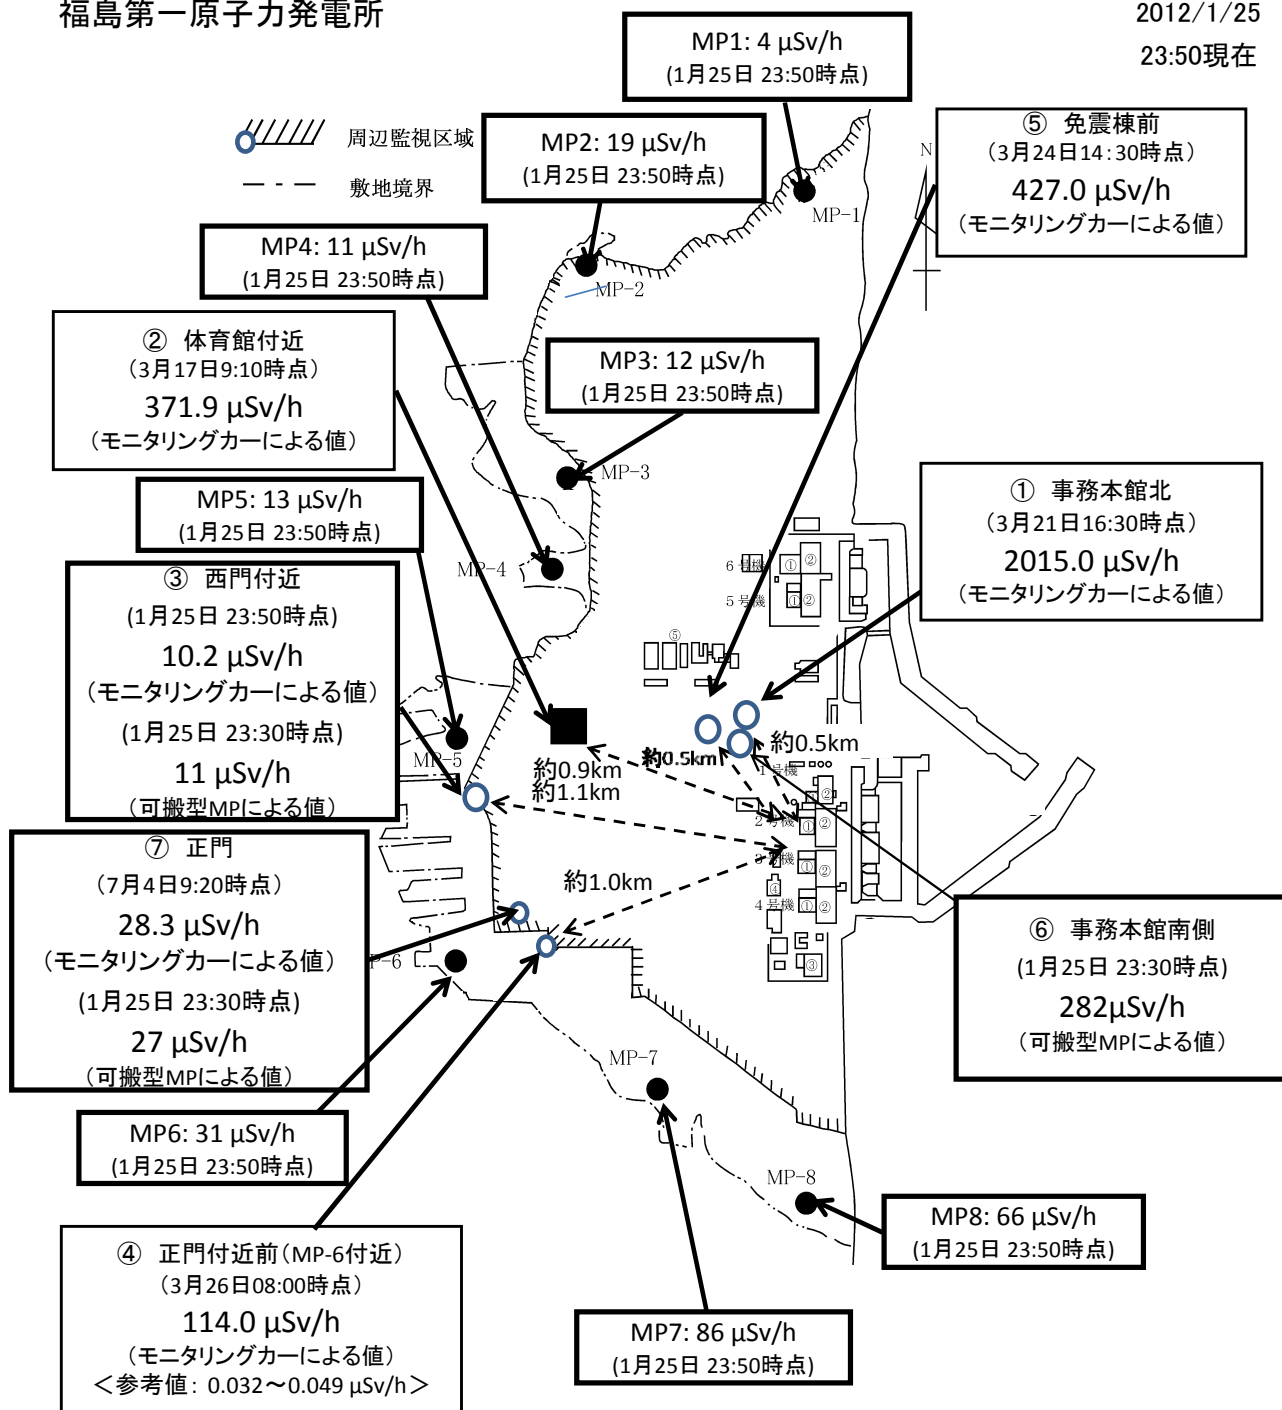 福島第一原子力発電所
2012/1/25
23:50現在
MP1: 4 μSv/h
(1月25日 23:50時点)
周辺監視区域
敷地境界
MP2: 19 μSv/h
(1月25日 23:50時点)
⑤ 免震棟前
(3月24日14:30時点)
427.0 μSv/h
(モニタリングカーによる値)
N
MP-1
MP4: 11 μSv/h
(1月25日 23:50時点)
MP-2
② 体育館付近
(3月17日9:10時点)
371.9 μSv/h
(モニタリングカーによる値)
MP3: 12 μSv/h
(1月25日 23:50時点)
MP-3
MP5: 13 μSv/h
(1月25日 23:50時点)
① 事務本館北
(3月21日16:30時点)
2015.0 μSv/h
(モニタリングカーによる値)
MP-4
6号機
① ②
5号機
① ②
③ 西門付近
(1月25日 23:50時点)
10.2 μSv/h
(モニタリングカーによる値)
(1月25日 23:30時点)
11 μSv/h
(可搬型MPによる値)
⑤
MP-5
約0.9km
約1.1km
約0.5km
約0.5km
1号機
②
2号機
① ②
3号機
① ②
④
4号機
① ②
③
約1.0km
⑦ 正門
(7月4日9:20時点)
28.3 μSv/h
(モニタリングカーによる値)
(1月25日 23:30時点)
27 μSv/h
(可搬型MPによる値)
P-6
⑥ 事務本館南側
(1月25日 23:30時点)
282μSv/h
(可搬型MPによる値)
MP-7
MP6: 31 μSv/h
(1月25日 23:50時点)
MP-8
MP8: 66 μSv/h
(1月25日 23:50時点)
④ 正門付近前(MP-6付近)
(3月26日08:00時点)
114.0 μSv/h
(モニタリングカーによる値)
<参考値: 0.032~0.049 μSv/h>
MP7: 86 μSv/h
(1月25日 23:50時点)